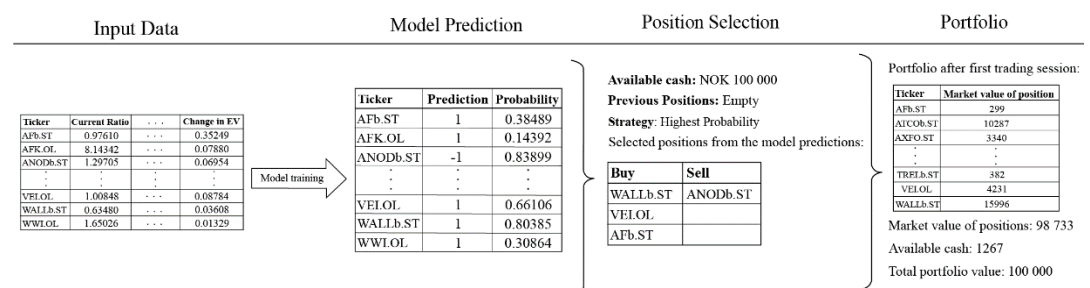 Input Data
Model Prediction
Position Selection
Portfolio
Ticker Current Ratio . . . Change in EV
AFb.ST 0.97610 . . . 0.35249
AFK.OL 8.14342 . . . 0.07880
ANODb.ST 1.29705 . . . 0.06954
⋮ ⋮ ⋮ ⋮
VEI.OL 1.00848 . . . 0.08784
WALLb.ST 0.63480 . . . 0.03608
WWI.OL 1.65026 . . . 0.01329
Model training
Ticker Prediction Probability
AFb.ST 1 0.38489
AFK.OL 1 0.14392
ANODb.ST -1 0.83899
⋮ ⋮ ⋮
VEI.OL 1 0.66106
WALLb.ST 1 0.80385
WWI.OL 1 0.30864
Available cash: NOK 100 000
Previous Positions: Empty
Strategy: Highest Probability
Selected positions from the model predictions:
Buy Sell
WALLb.ST ANODb.ST
VEI.OL
AFb.ST
Portfolio after first trading session:
Ticker Market value of position
AFb.ST 299
ATCOb.ST 10287
AXFO.ST 3340
⋮ ⋮
TRELb.ST 382
VEI.OL 4231
WALLb.ST 15996
Market value of positions: 98 733
Available cash: 1267
Total portfolio value: 100 000